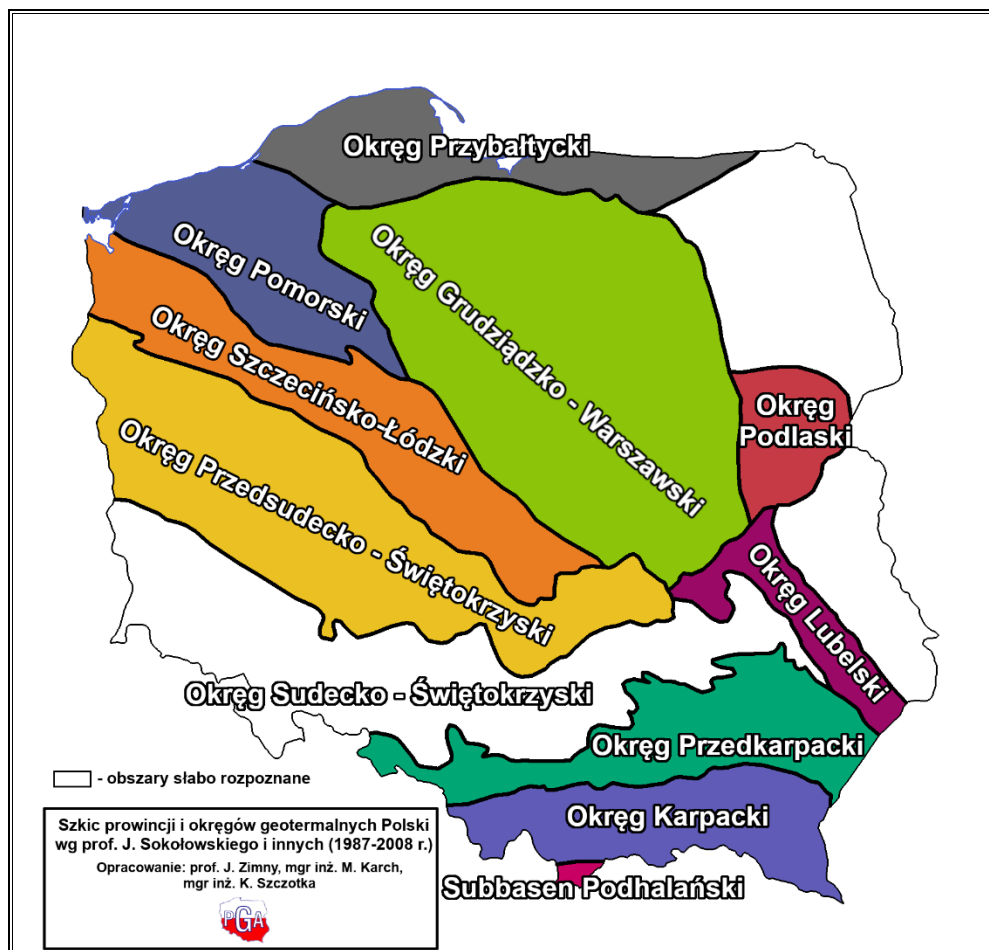 Okręg Przybałtycki
Okręg Pomorski
Okręg Grudziądzko - Warszawski
Okręg Szczecińsko-Łódzki
Okręg
Podlaski
Okręg Przedsudecko - Świętokrzyski
Okręg Lubelski
Okręg Sudecko - Świętokrzyski
Okręg Przedkarpacki
- obszary słabo rozpoznane
Okręg Karpacki
Subbasen Podhalański
Szkic prowincji i okręgów geotermalnych Polski
wg prof. J. Sokołowskiego i innych (1987-2008 r.)
Opracowanie: prof. J. Zimny, mgr inż. M. Karch,
mgr inż. K. Szczotka
PGA